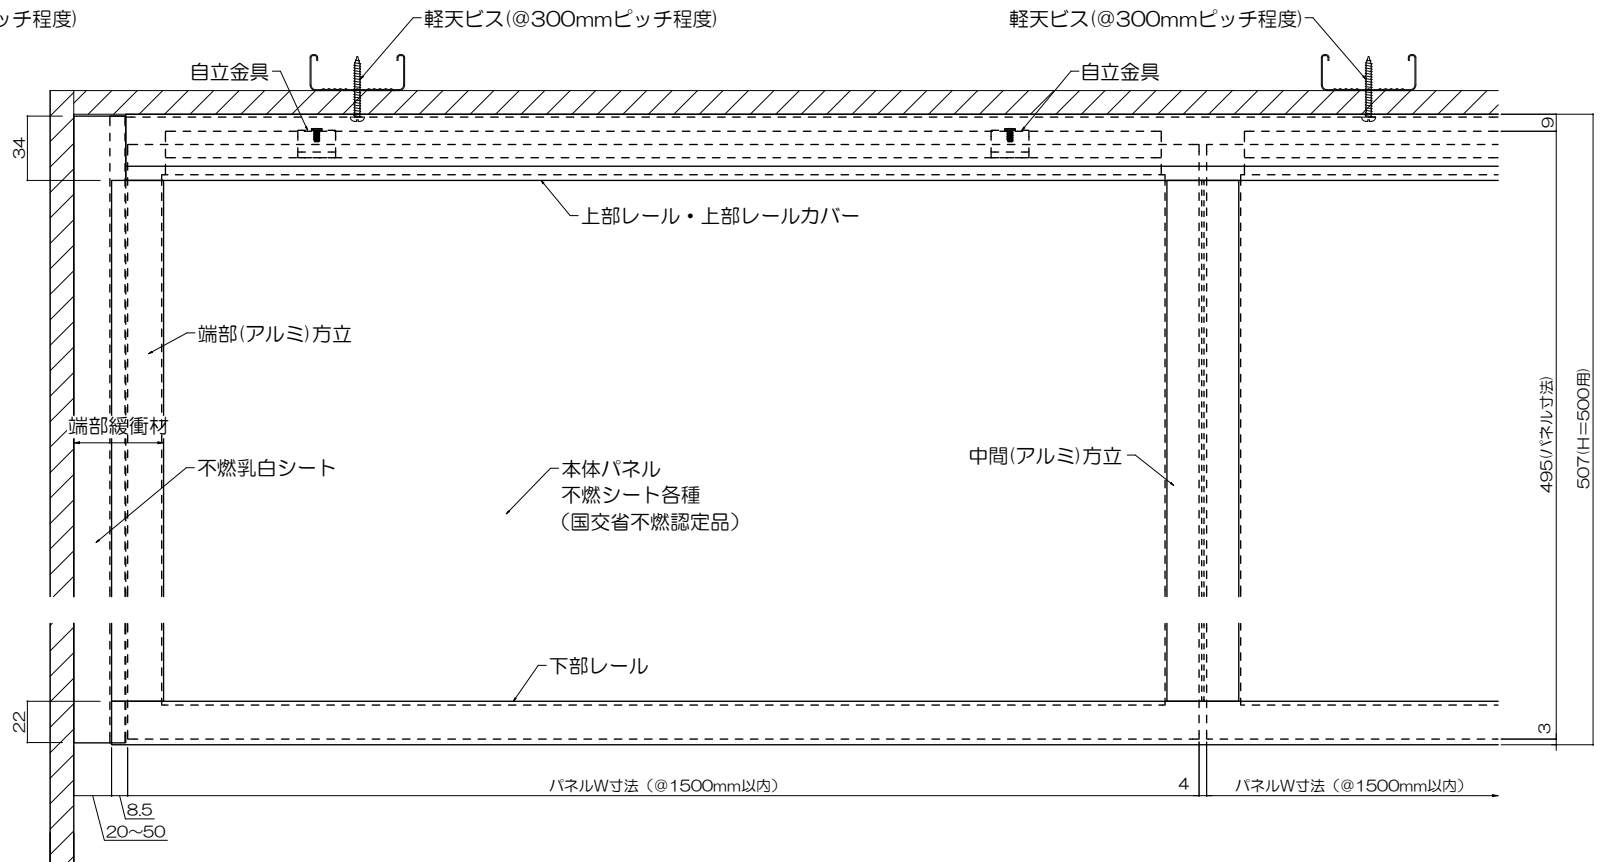 ッチ程度)
軽天ビス(@300mmピッチ程度)
軽天ビス(@300mmピッチ程度)
自立金具
自立金具
34
9
上部レール・上部レールカバー
端部(アルミ)方立
端部緩衝材
不燃乳白シート
本体パネル
不燃シート各種
(国交省不燃認定品)
中間(アルミ)方立
495(パネル寸法)
507(H=500用)
下部レール
22
3
パネルW寸法(@1500mm以内)
4
パネルW寸法(@1500mm以内)
8.5
20~50